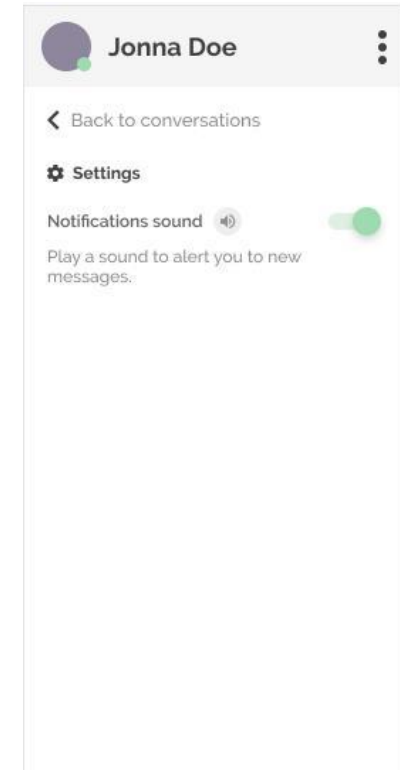 Jonna Doe
Back to conversations
Settings
Notifications sound
Play a sound to alert you to new
messages.